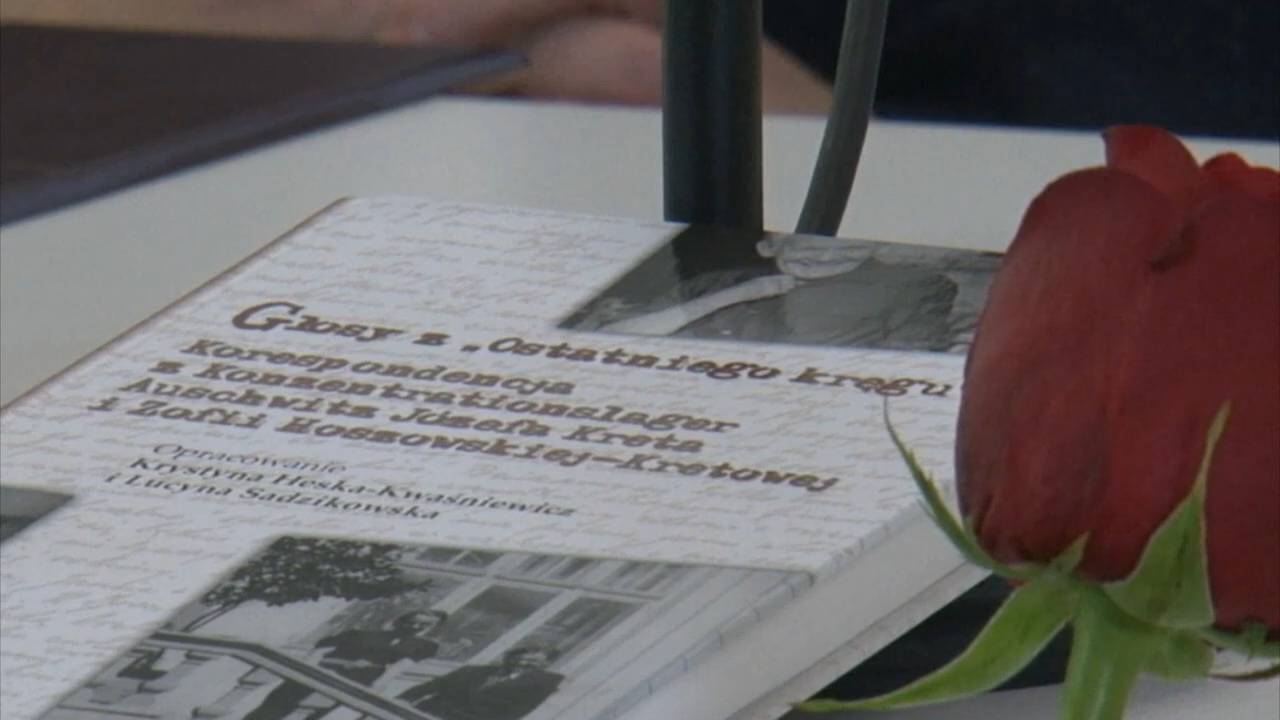 Głosy z „Ostatniego kręgu
Korespondencja
z Konzentrationslager
Auschwitz Józefa Kreta
i Zofii Hoszowskiej-Kretowej
Opracowanie
Krystyna Heska-Kwaśniewicz
i Lucyna Sadzikowska